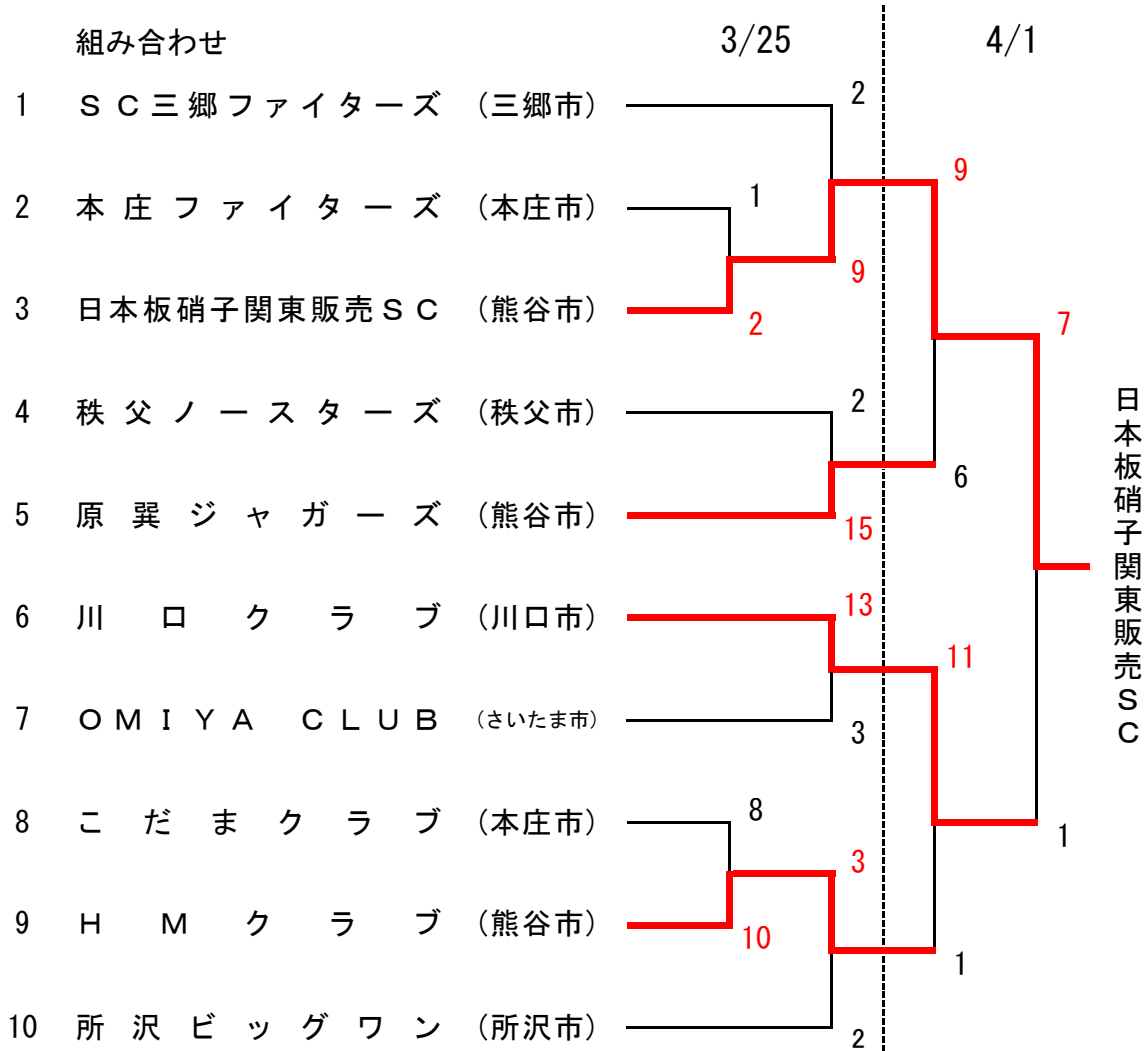 組み合わせ 3/25 4/1
1 ＳＣ三郷ファイターズ (三郷市) 2
9
2 本庄ファイターズ (本庄市) 1
9
3 日本板硝子関東販売ＳＣ (熊谷市) 2
7
4 秩父ノースターズ (秩父市) 2
6
5 原巽ジャガーズ (熊谷市) 15
6 川口クラブ (川口市) 13
11
7 ＯＭＩＹＡ ＣＬＵＢ (さいたま市) 3
8 こだまクラブ (本庄市) 8
1
3
9 ＨＭクラブ (熊谷市) 10
1
10 所沢ビッグワン (所沢市) 2
日本板硝子関東販売ＳＣ